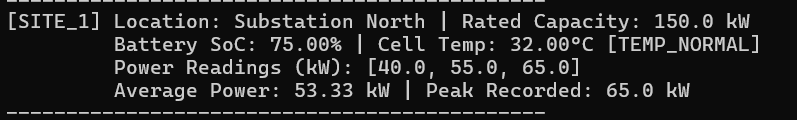 [SITE_1] Location: Substation North | Rated Capacity: 150.0 kW
Battery SoC: 75.00% | Cell Temp: 32.00°C [TEMP_NORMAL]
Power Readings (kW): [40.0, 55.0, 65.0]
Average Power: 53.33 kW | Peak Recorded: 65.0 kW